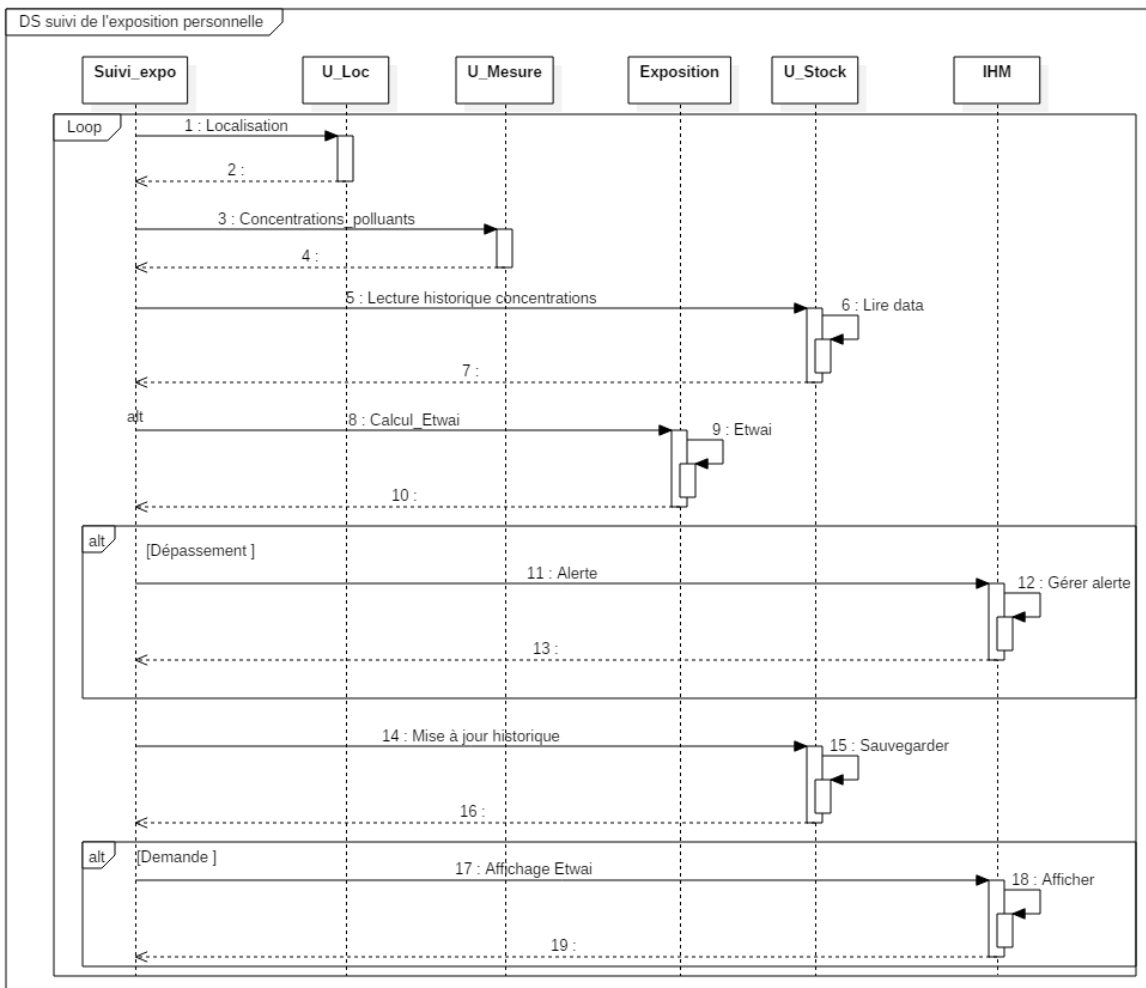 DS suivi de l'exposition personnelle
Suivi_expo
U_Loc
U_Mesure
Exposition
U_Stock
IHM
Loop
1 : Localisation
2 :
3 : Concentrations_polluants
4 :
5 : Lecture historique concentrations
6 : Lire data
7 :
alt
8 : Calcul_Etwai
9 : Etwai
10 :
alt
[Dépassement ]
11 : Alerte
12 : Gérer alerte
13 :
14 : Mise à jour historique
15 : Sauvegarder
16 :
alt
[Demande ]
17 : Affichage Etwai
18 : Afficher
19 :